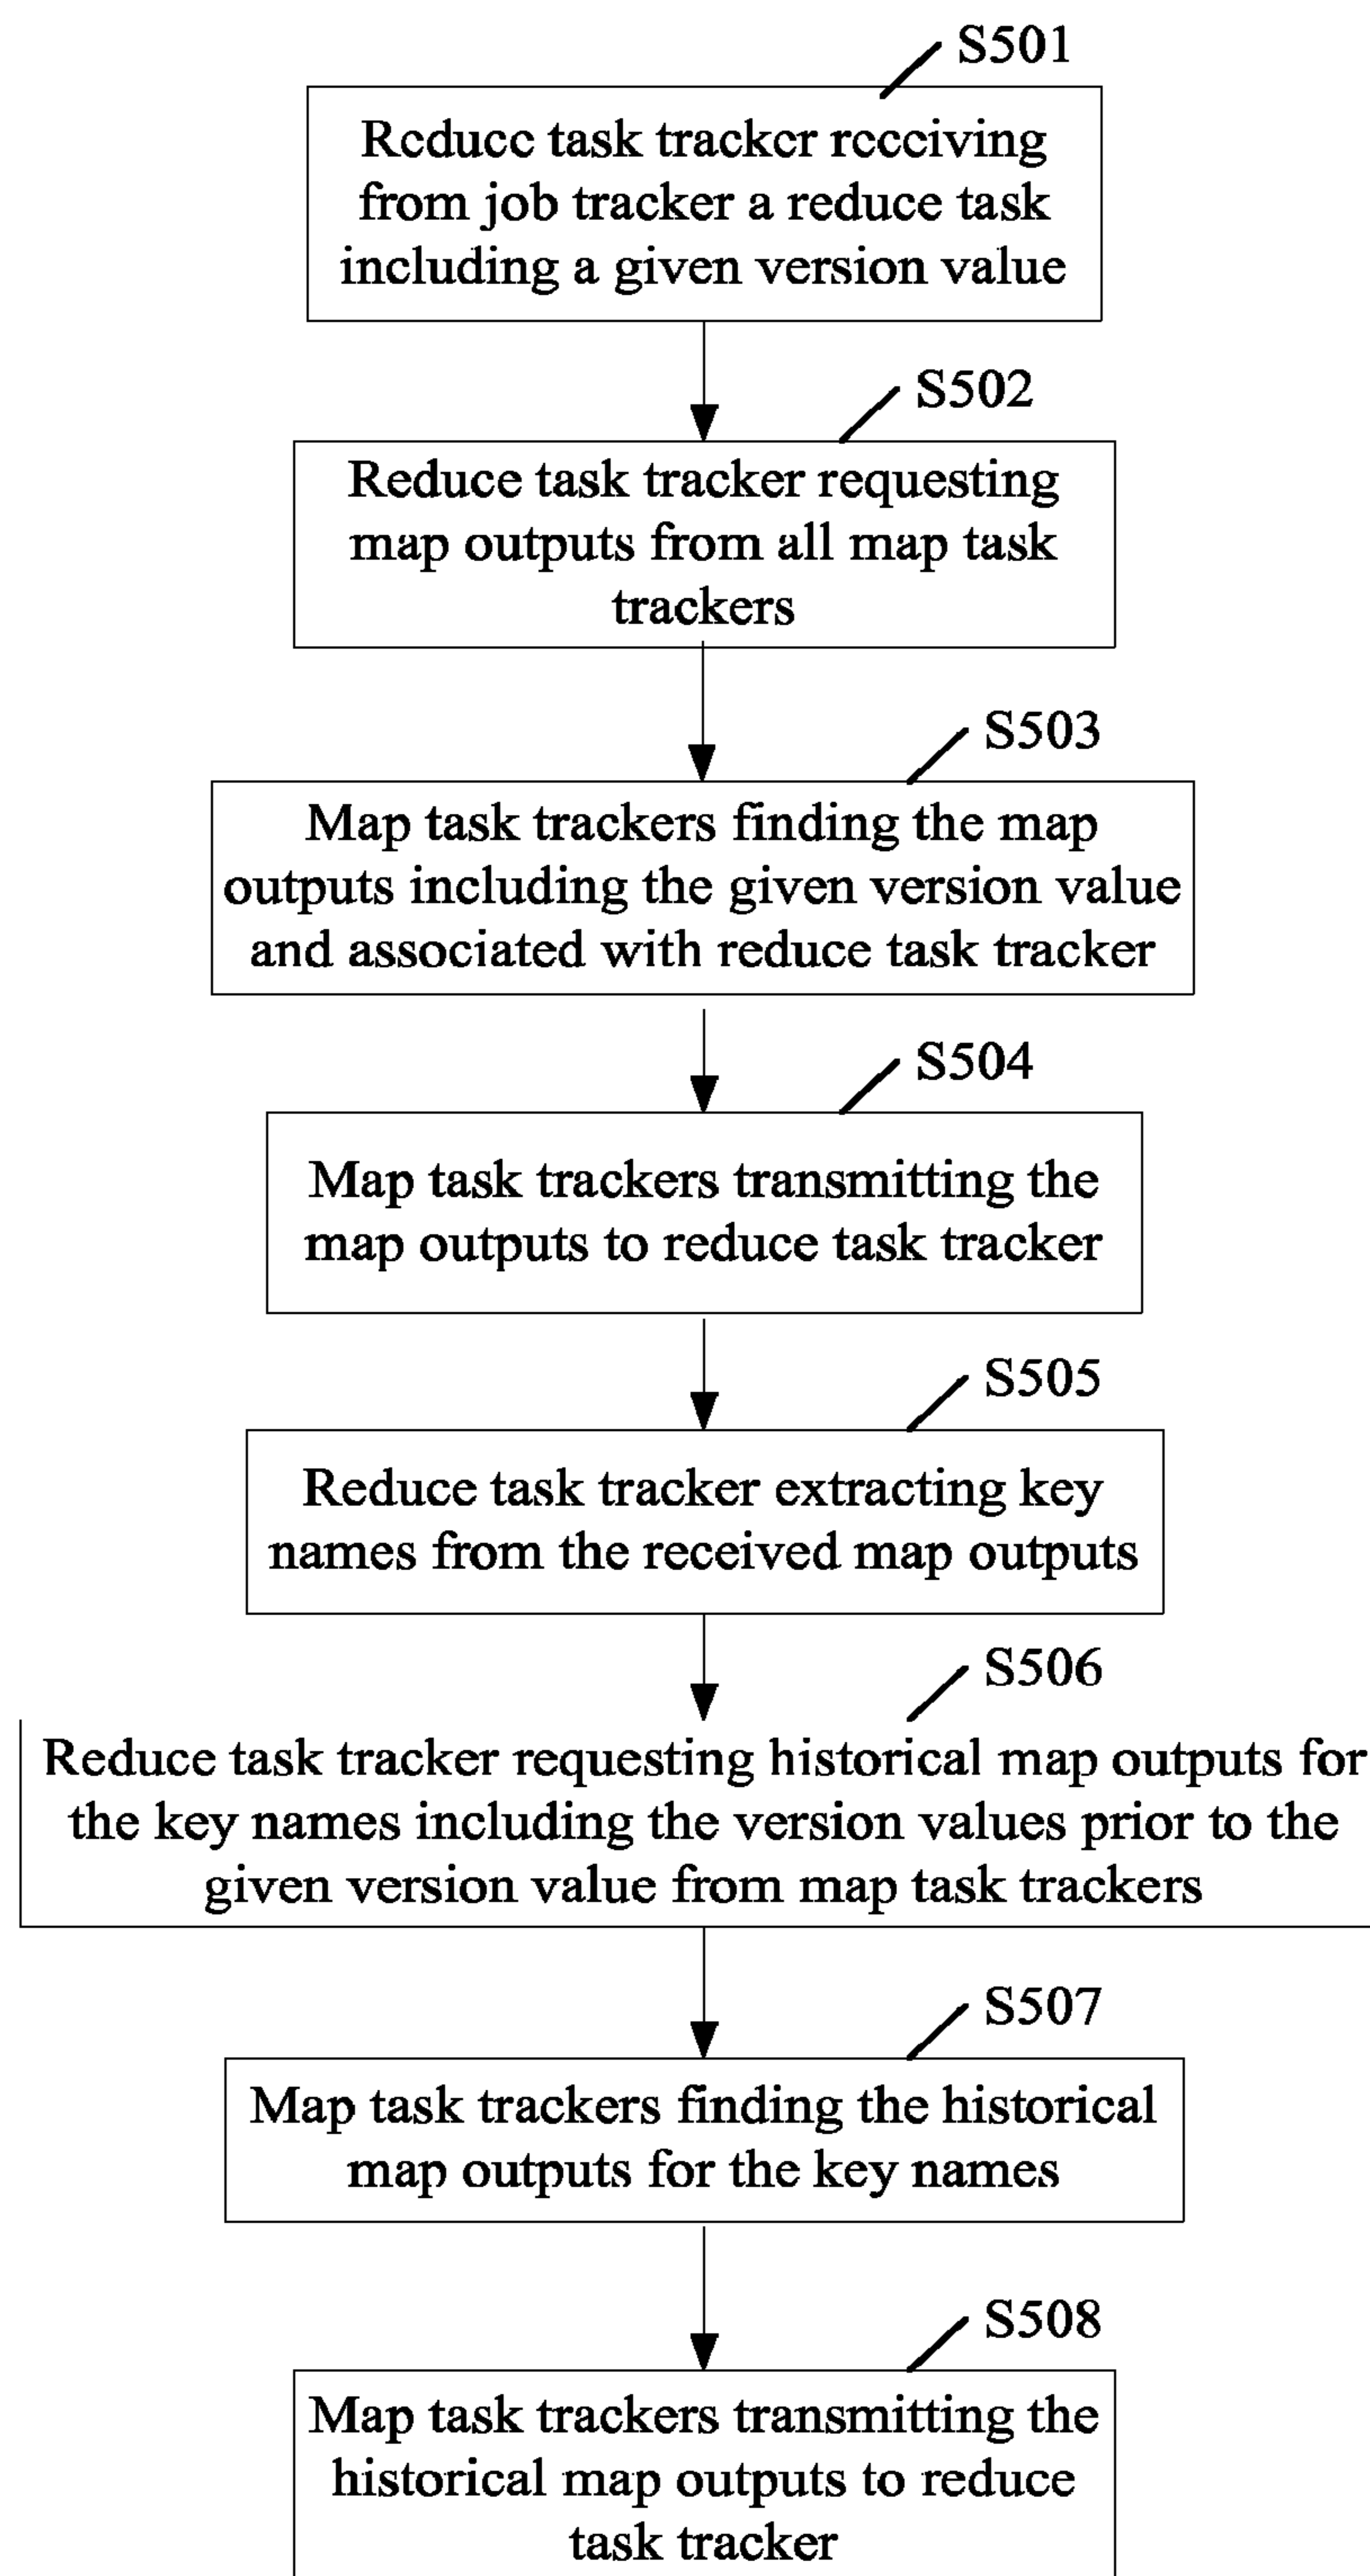 S501
Reduce task tracker receiving
from job tracker a reduce task
including a given version value
S502
Reduce task tracker requesting
map outputs from all map task
trackers
S503
Map task trackers finding the map
outputs including the given version value
and associated with reduce task tracker
S504
Map task trackers transmitting the
map outputs to reduce task tracker
S505
Reduce task tracker extracting key
names from the received map outputs
S506
Reduce task tracker requesting historical map outputs for
the key names including the version values prior to the
given version value from map task trackers
S507
Map task trackers finding the historical
map outputs for the key names
S508
Map task trackers transmitting the
historical map outputs to reduce
task tracker